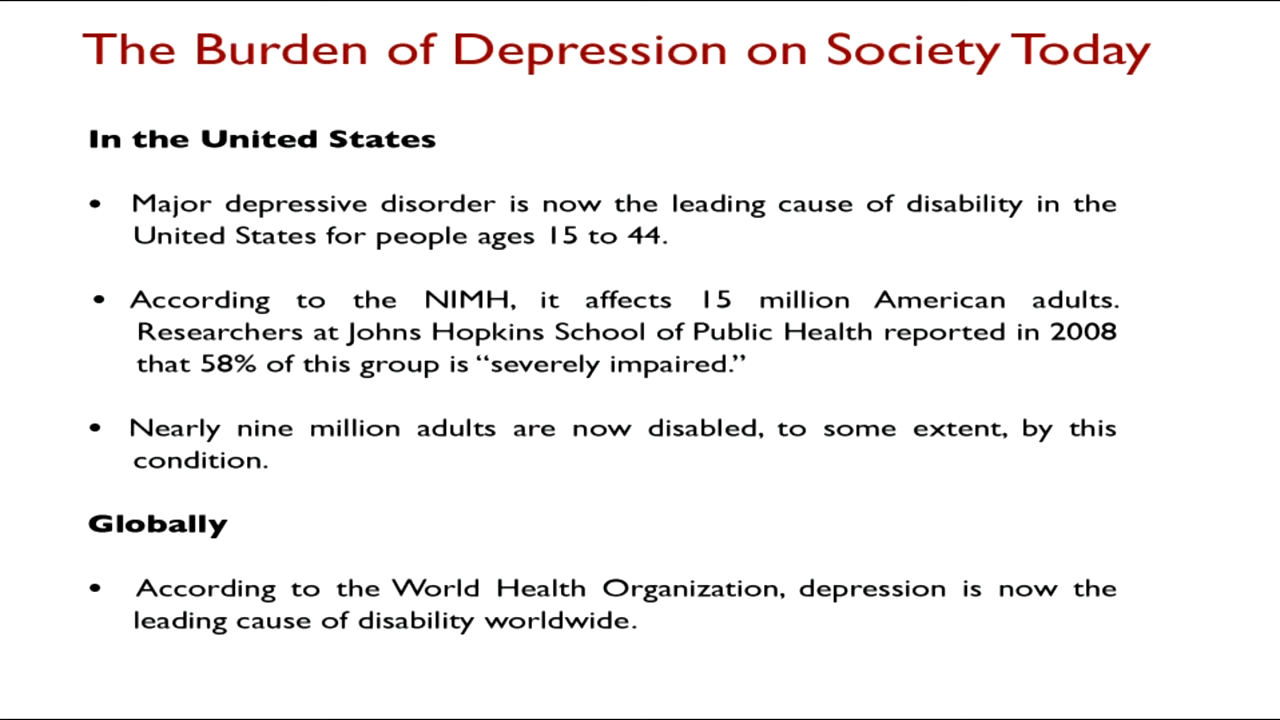 The Burden of Depression on Society Today
In the United States
• Major depressive disorder is now the leading cause of disability in the
United States for people ages 15 to 44.
• According to the NIMH, it affects 15 million American adults.
Researchers at Johns Hopkins School of Public Health reported in 2008
that 58% of this group is “severely impaired.”
• Nearly nine million adults are now disabled, to some extent, by this
condition.
Globally
• According to the World Health Organization, depression is now the
leading cause of disability worldwide.